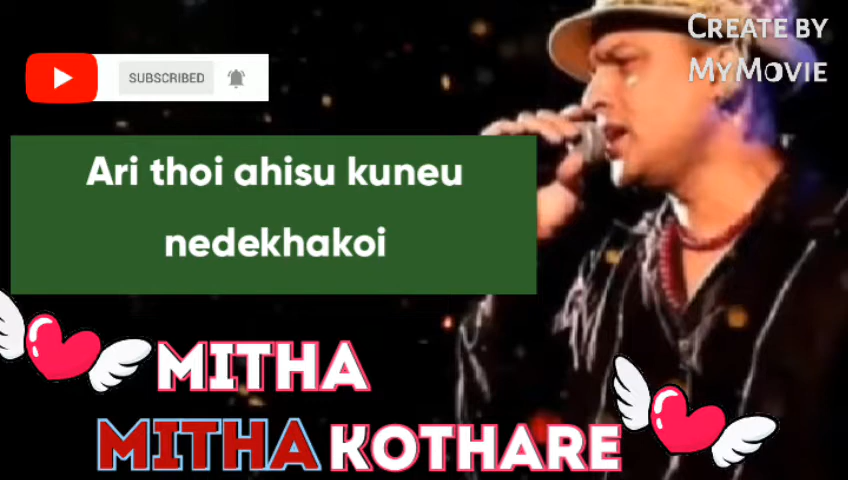 CREATE BY
MYMOVIE
SUBSCRIBED
Ari thoi ahisu kuneu
nedekhakoi
MITHA
MITHA KOTHARE